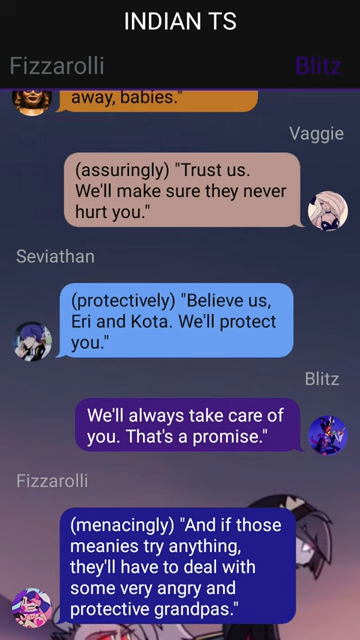 INDIAN TS
Fizzarolli Blitz
away, babies."
Vaggie
(assuringly) "Trust us.
We'll make sure they never
hurt you."
Seviathan
(protectively) "Believe us,
Eri and Kota. We'll protect
you."
Blitz
We'll always take care of
you. That's a promise."
Fizzarolli
(menacingly) "And if those
meanies try anything,
they'll have to deal with
some very angry and
protective grandpas."